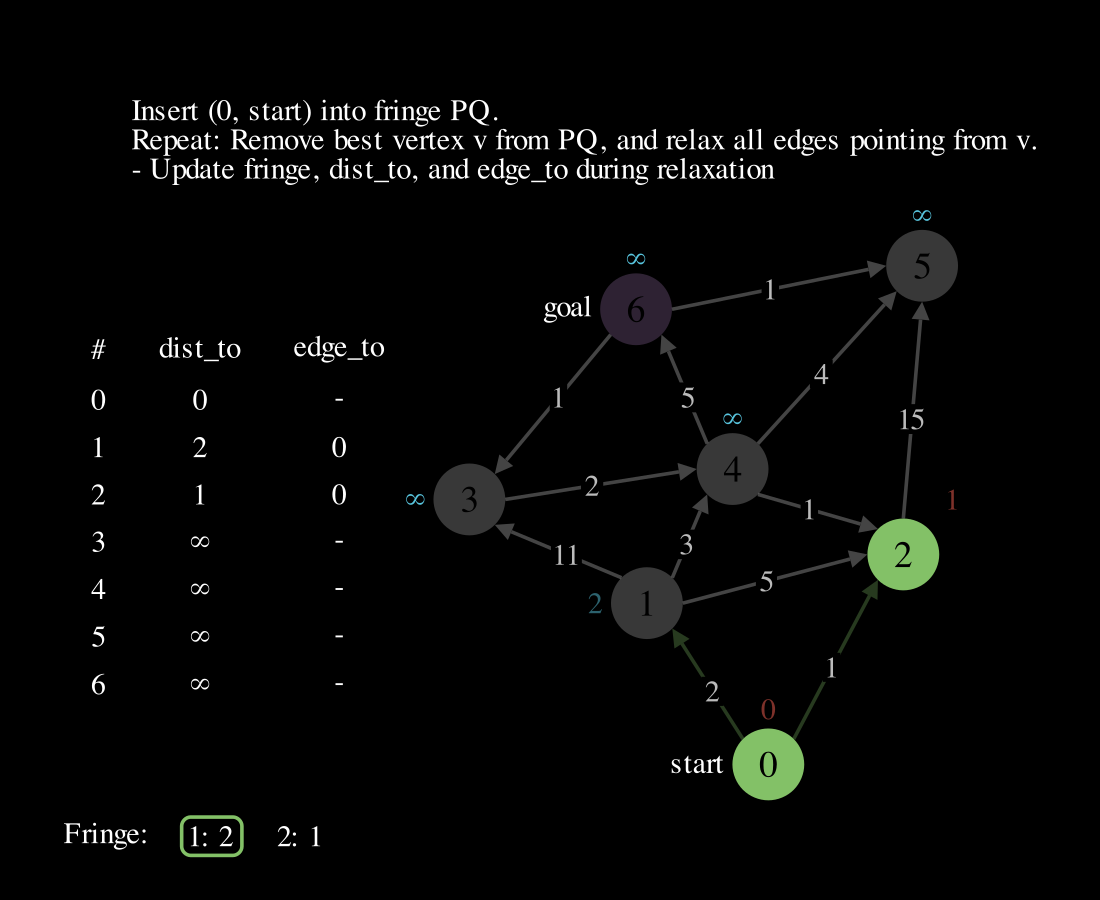 Insert (0, start) into fringe PQ.
Repeat: Remove best vertex v from PQ, and relax all edges pointing from v.
- Update fringe, dist_to, and edge_to during relaxation
∞
5
∞
goal 6
1
# dist_to edge_to
0 0 -
1 2 0
2 1 0
3 ∞ -
4 ∞ -
5 ∞ -
6 ∞ -
4
1
5
∞
15
4
2
∞ 3
1
1
2
3
11
5
2 1
1
2
0
start 0
Fringe: 1: 2 2: 1